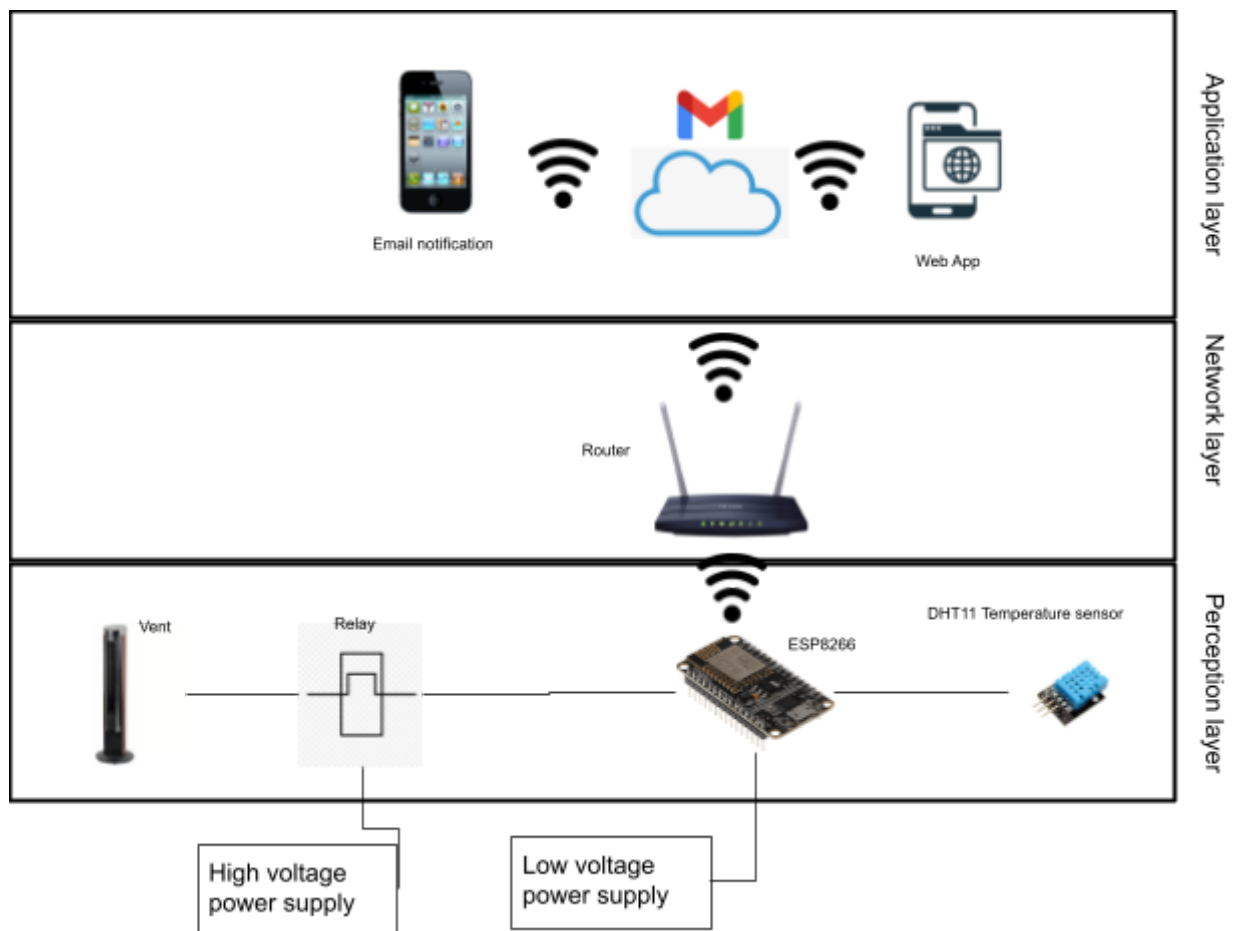 Application layer
Email notification
Web App
Network layer
Router
Perception layer
Vent
Relay
ESP8266
DHT11 Temperature sensor
High voltage
power supply
Low voltage
power supply